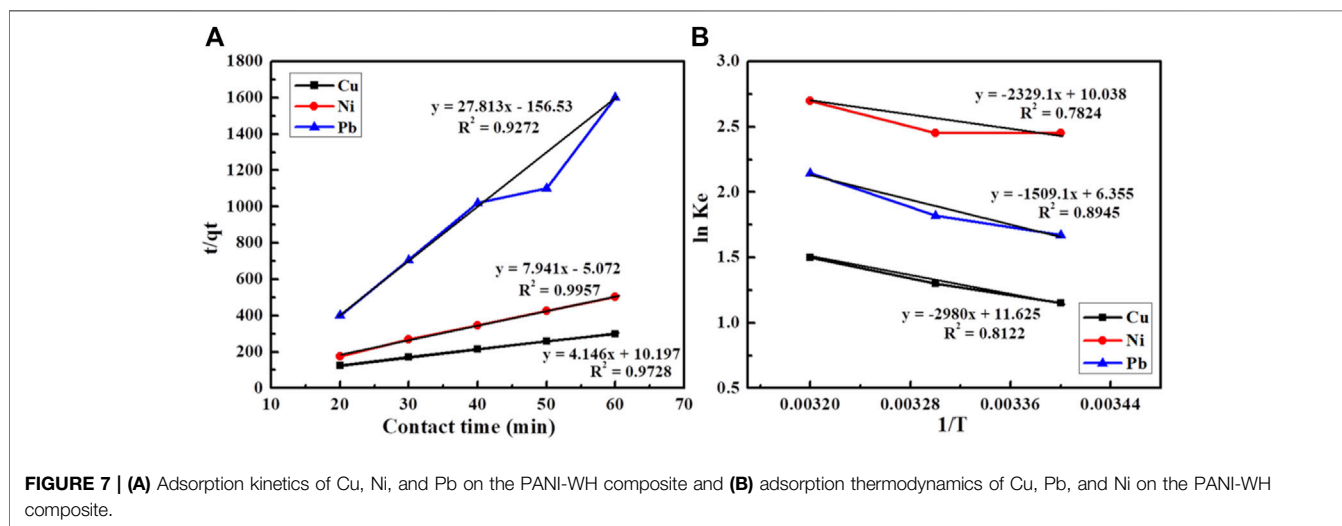 A
1800
1600
1400
1200
1000
800
600
400
200
0
t/qt
Cu
Ni
Pb
y = 27.813x - 156.53
R² = 0.9272
y = 7.941x - 5.072
R² = 0.9957
y = 4.146x + 10.197
R² = 0.9728
10 20 30 40 50 60 70
Contact time (min)
B
3.0
2.5
2.0
1.5
1.0
0.5
ln Ke
y = -2329.1x + 10.038
R² = 0.7824
y = -1509.1x + 6.355
R² = 0.8945
y = -2980x + 11.625
R² = 0.8122
Cu
Ni
Pb
0.00320 0.00328 0.00336 0.00344
1/T
FIGURE 7 | (A) Adsorption kinetics of Cu, Ni, and Pb on the PANI-WH composite and (B) adsorption thermodynamics of Cu, Pb, and Ni on the PANI-WH
composite.